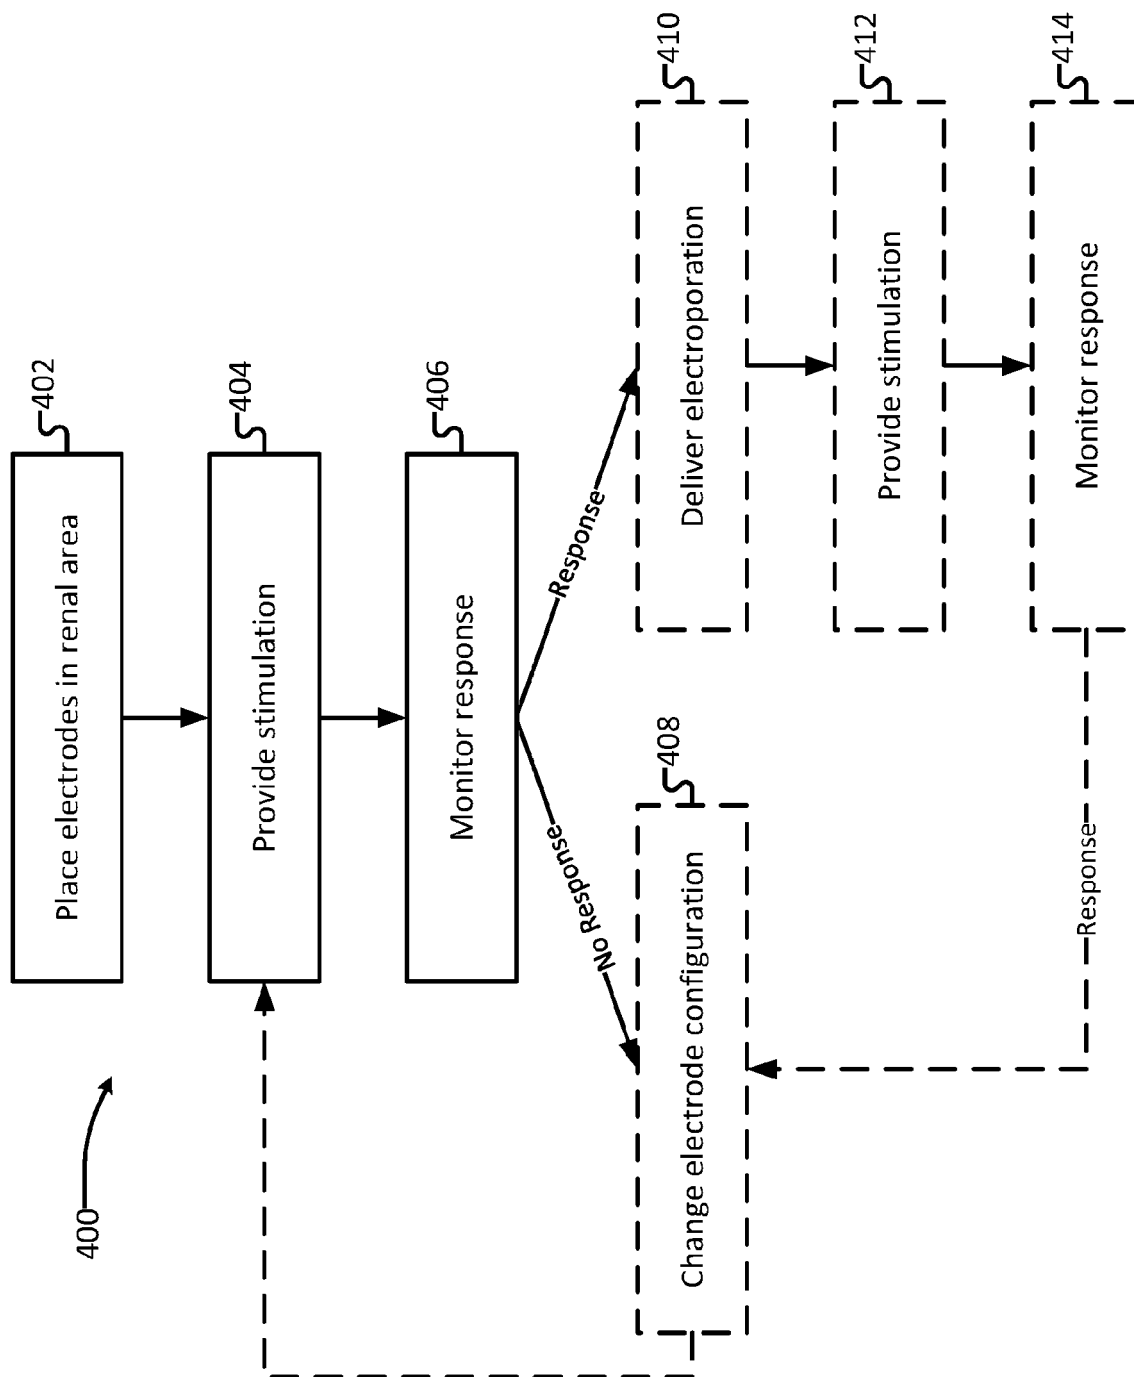 400
Place electrodes in renal area
402
Provide stimulation
404
Monitor response
406
No Response
Response
Change electrode configuration
408
Deliver electroporation
410
Provide stimulation
412
Monitor response
414
Response